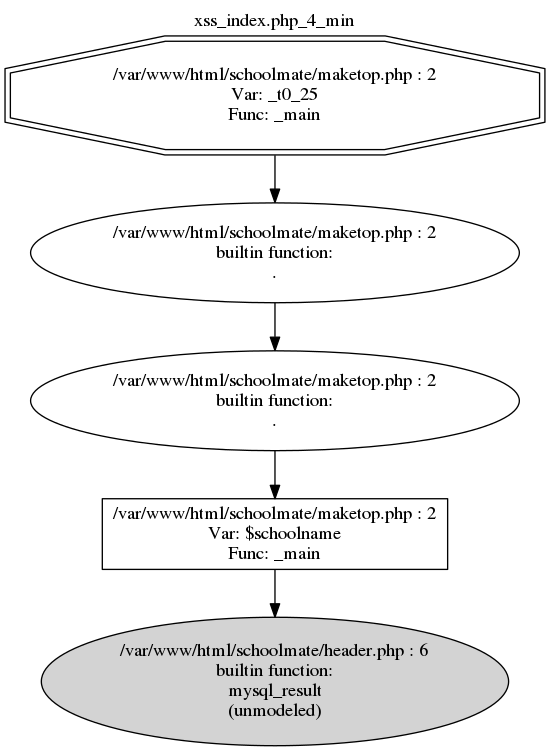 xss_index.php_4_min
/var/www/html/schoolmate/maketop.php : 2
Var: _t0_25
Func: _main
/var/www/html/schoolmate/maketop.php : 2
builtin function:
.
/var/www/html/schoolmate/maketop.php : 2
builtin function:
.
/var/www/html/schoolmate/maketop.php : 2
Var: $schoolname
Func: _main
/var/www/html/schoolmate/header.php : 6
builtin function:
mysql_result
(unmodeled)